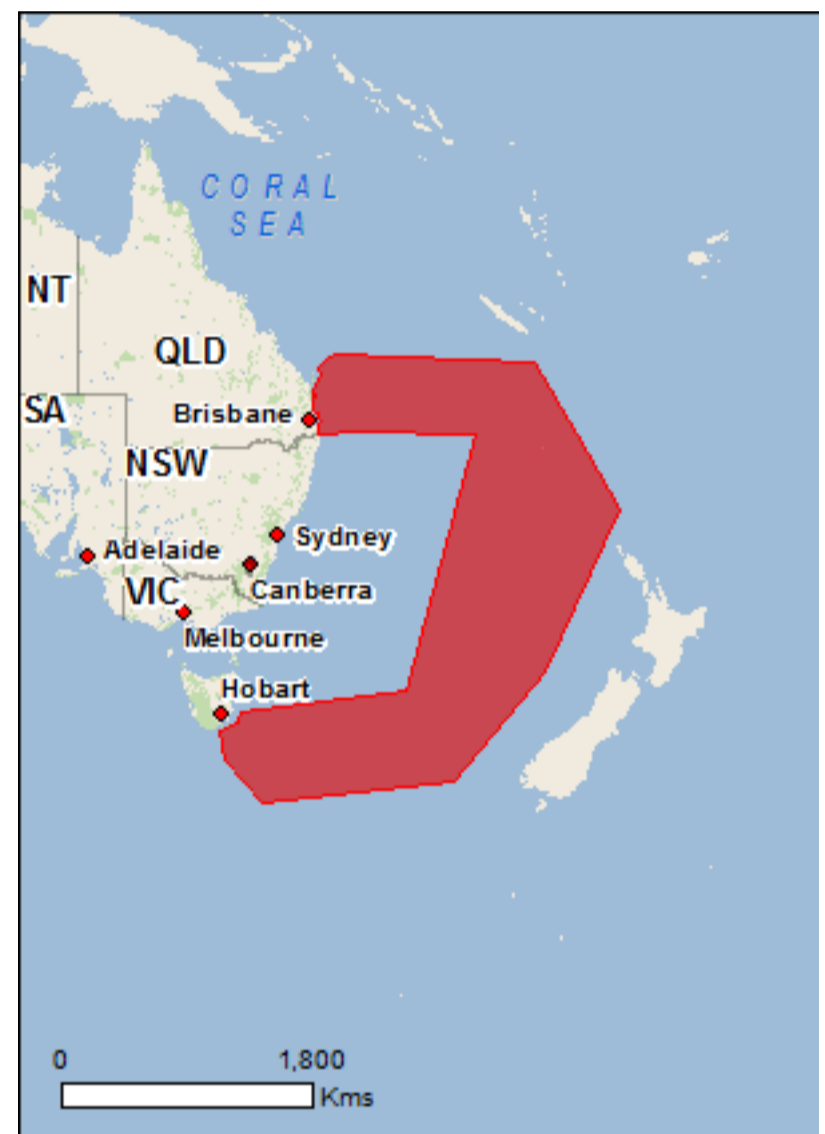 CORAL
SEA
NT
QLD
SA
Brisbane
NSW
Sydney
Adelaide
Canberra
VIC
Melbourne
Hobart
0 1,800
Kms